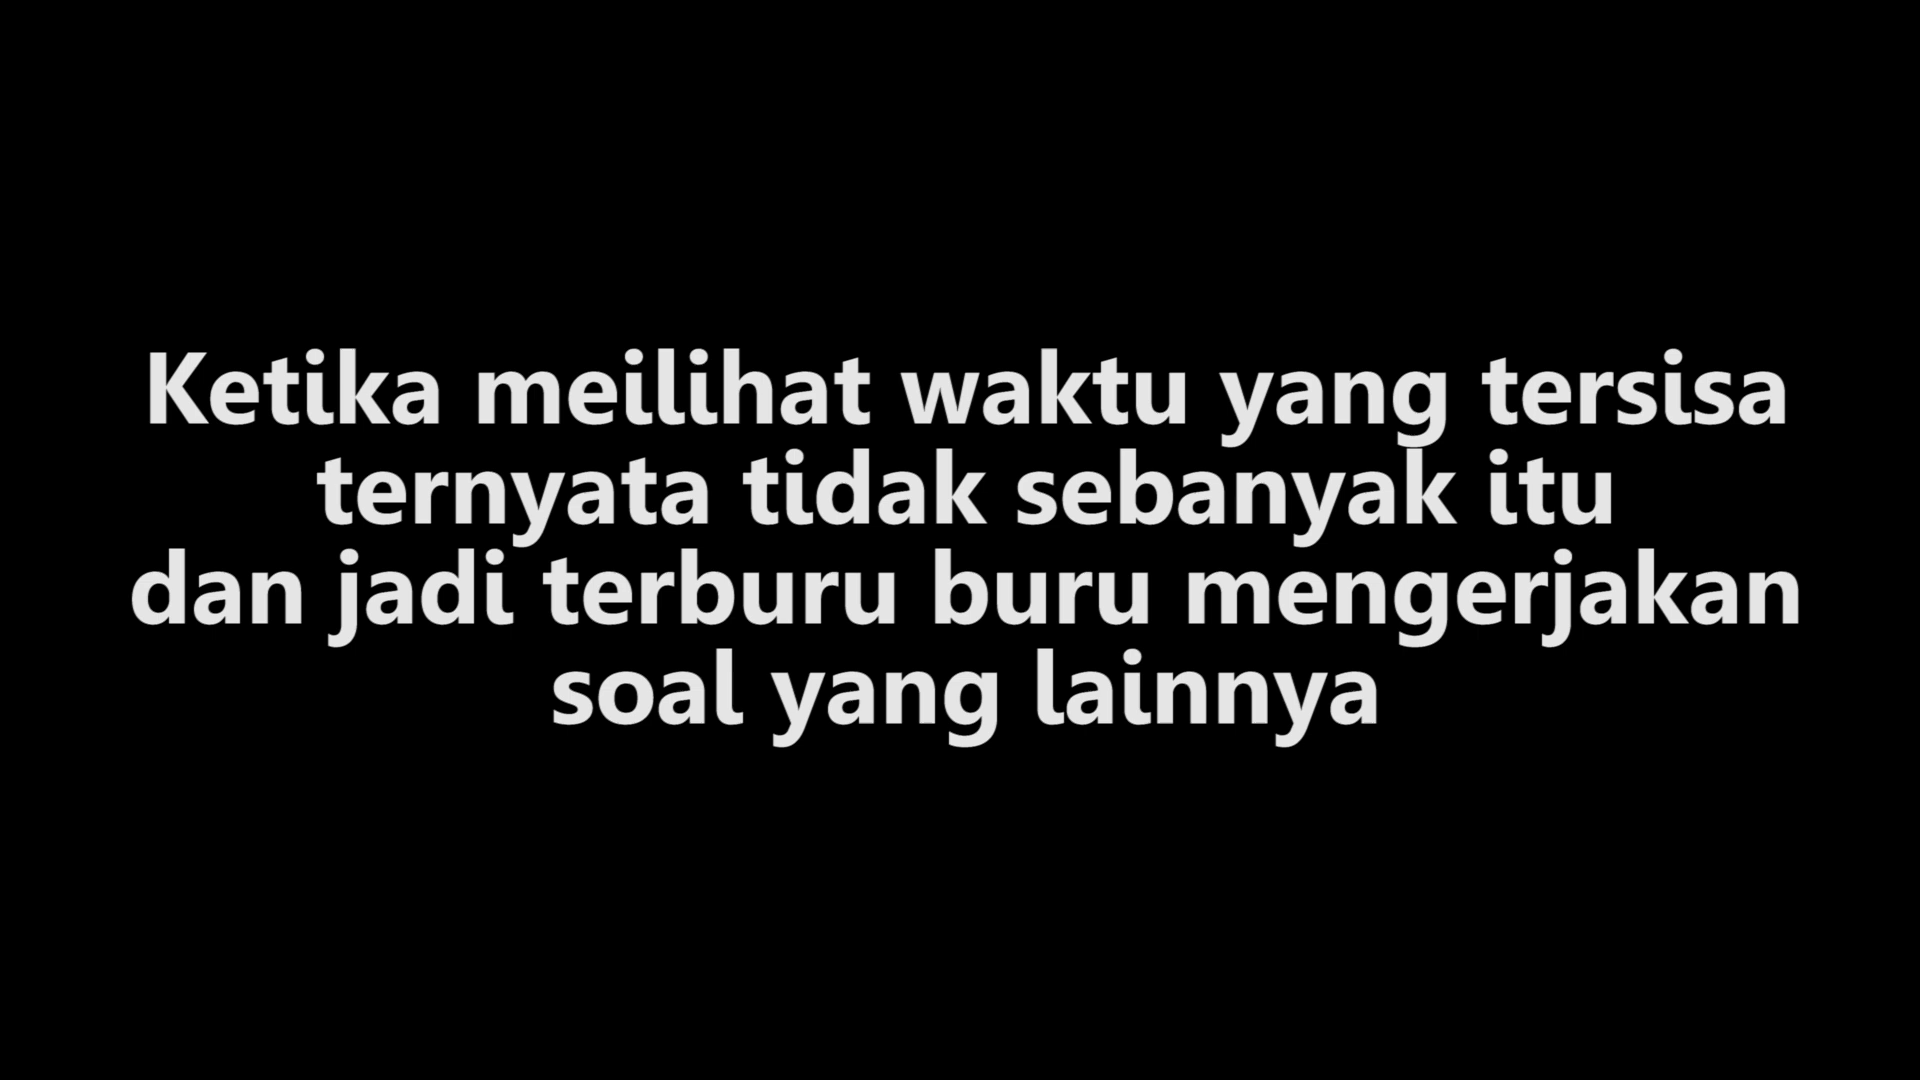 Ketika meilihat waktu yang tersisa
ternyata tidak sebanyak itu
dan jadi terburu buru mengerjakan
soal yang lainnya